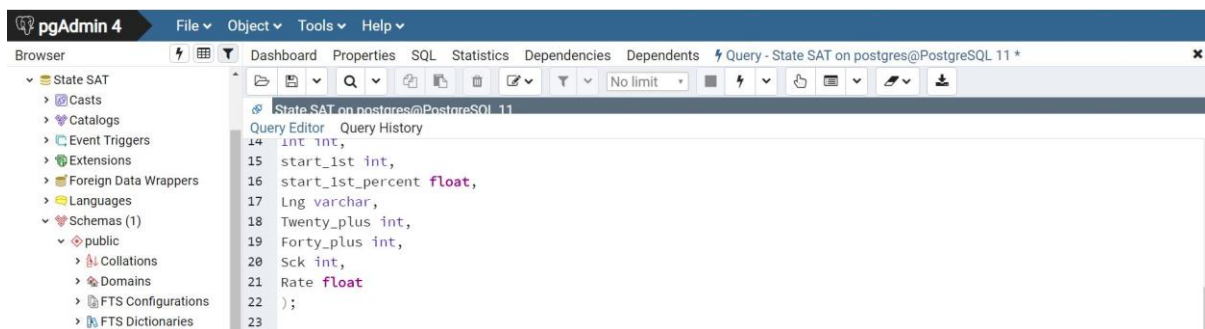 pgAdmin 4 File Object Tools Help
Browser Dashboard Properties SQL Statistics Dependencies Dependents Query - State SAT on postgres@PostgreSQL 11 *
State SAT No limit
Casts
Catalogs
State SAT on postgres@PostgreSQL 11
Event Triggers
Query Editor Query History
14 Int int,
Extensions
15 start_1st int,
Foreign Data Wrappers
16 start_1st_percent float,
Languages
17 Lng varchar,
Schemas (1)
18 Twenty_plus int,
public
19 Forty_plus int,
Collations
20 Sck int,
Domains
21 Rate float
FTS Configurations
22 );
FTS Dictionaries
23